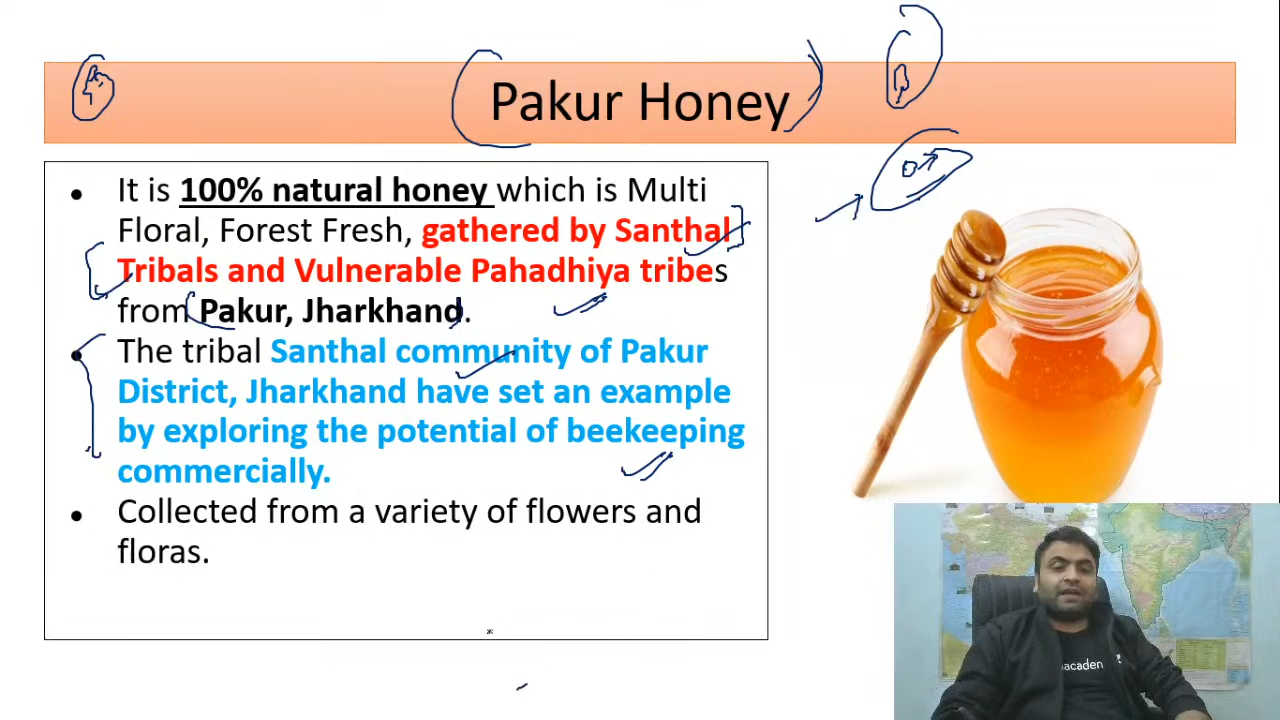 Pakur Honey
• It is 100% natural honey which is Multi
Floral, Forest Fresh, gathered by Santhal
Tribals and Vulnerable Pahadhiya tribes
from Pakur, Jharkhand.
• The tribal Santhal community of Pakur
District, Jharkhand have set an example
by exploring the potential of beekeeping
commercially.
• Collected from a variety of flowers and
floras.
acaden